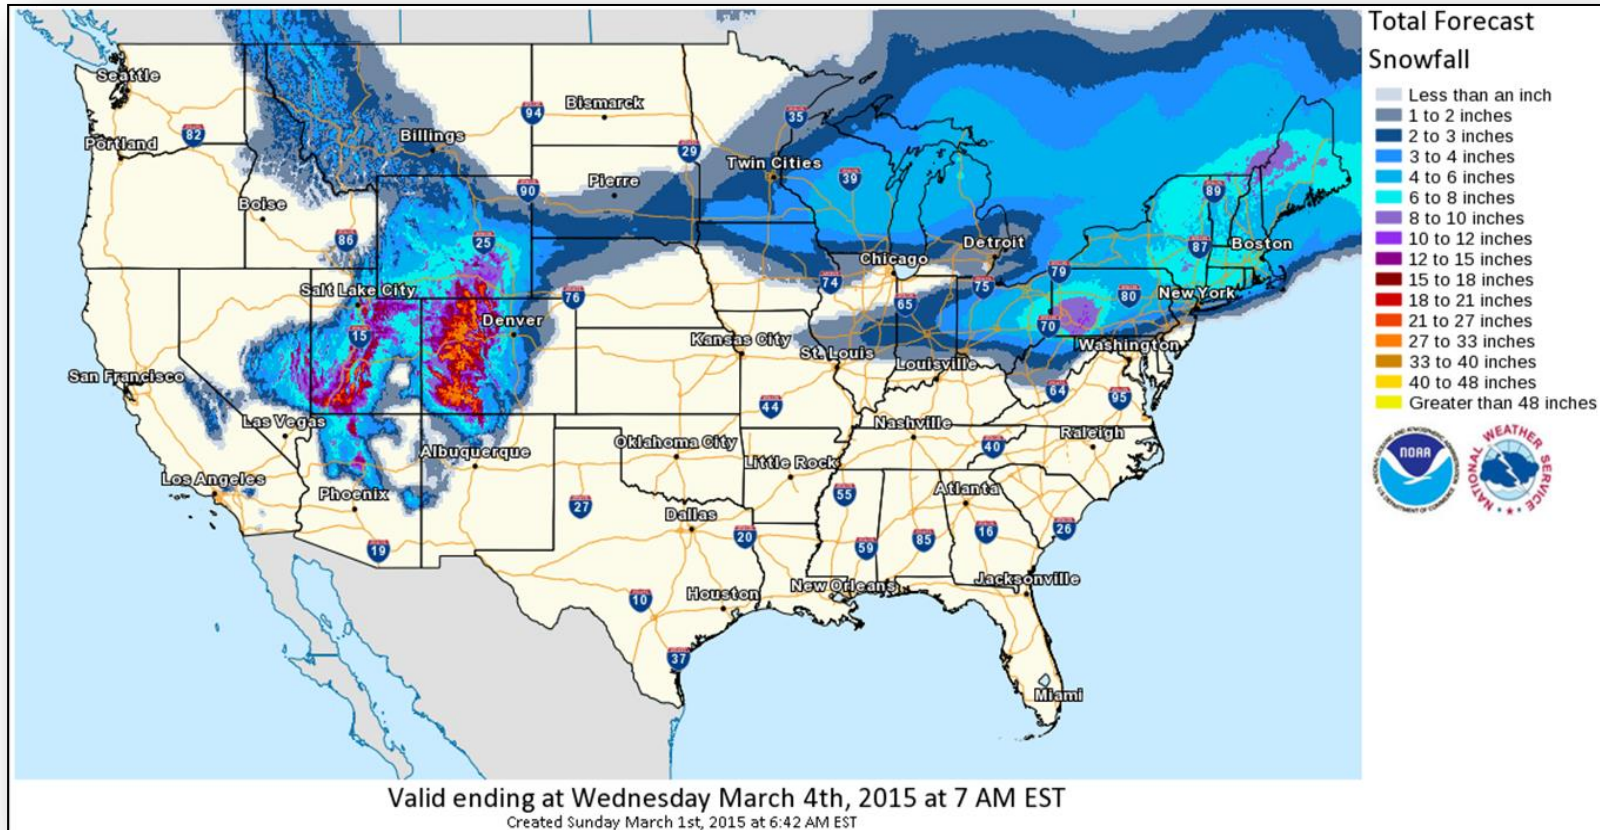 Total Forecast
Snowfall
Less than an inch
1 to 2 inches
2 to 3 inches
3 to 4 inches
4 to 6 inches
6 to 8 inches
8 to 10 inches
10 to 12 inches
12 to 15 inches
15 to 18 inches
18 to 21 inches
21 to 27 inches
27 to 33 inches
33 to 40 inches
40 to 48 inches
Greater than 48 inches
NOAA
NATIONAL WEATHER SERVICE
Seattle
Portland
82
Billings
94
Bismarck
29
35
Twin Cities
39
90
Pierre
Boise
86
25
89
87
Boston
Detroit
Chicago
79
75
74
65
80
New York
70
Salt Lake City
15
76
Denver
Kansas City
St. Louis
Louisville
Washington
San Francisco
64
95
44
Las Vegas
Albuquerque
Oklahoma City
Nashville
40
Raleigh
Little Rock
Los Angeles
Phoenix
27
55
Atlanta
Dallas
20
59
85
16
26
19
10
Houston
New Orleans
Jacksonville
37
Miami
Valid ending at Wednesday March 4th, 2015 at 7 AM EST
Created Sunday March 1st, 2015 at 6:42 AM EST